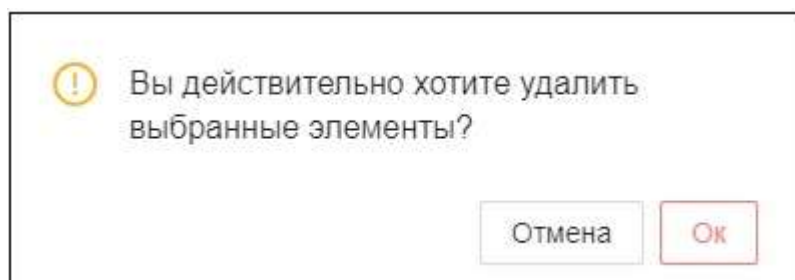 Вы действительно хотите удалить
выбранные элементы?
Отмена
Ок